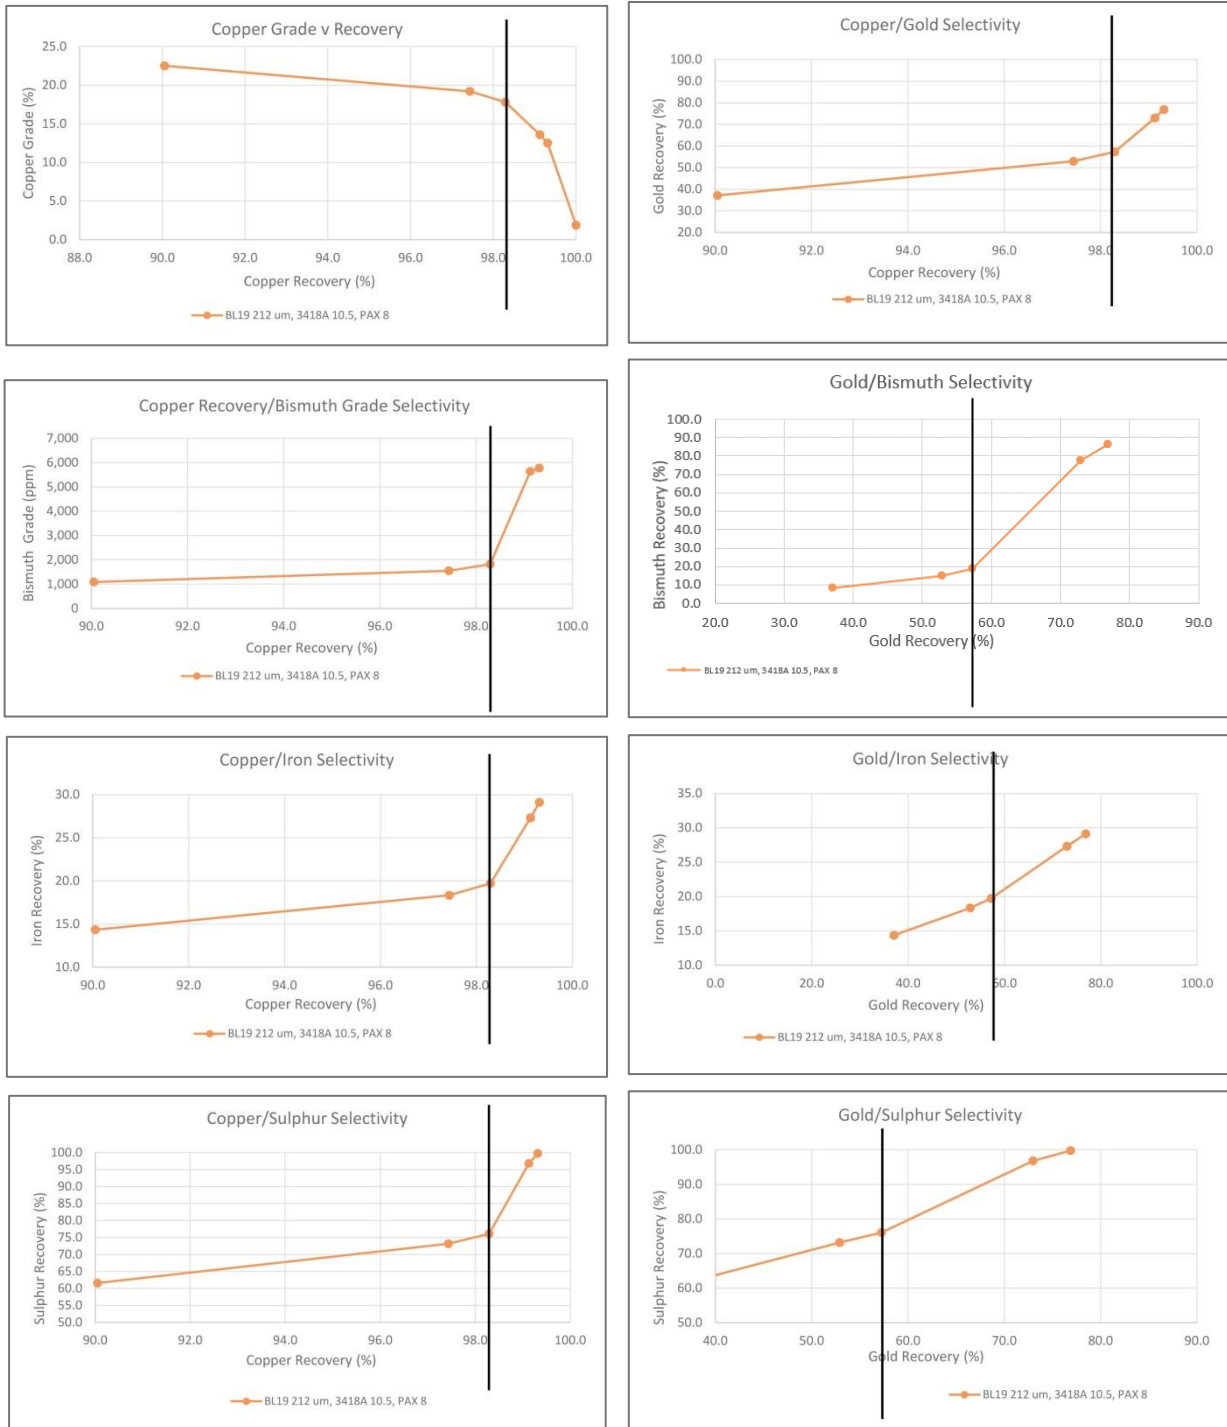 Copper Grade v Recovery
25.0
20.0
15.0
10.0
5.0
0.0
Copper Grade (%)
88.0 90.0 92.0 94.0 96.0 98.0 100.0
Copper Recovery (%)
BL19 212 um, 3418A 10.5, PAX 8
Copper/Gold Selectivity
100.0
90.0
80.0
70.0
60.0
50.0
40.0
30.0
20.0
Gold Recovery (%)
90.0 92.0 94.0 96.0 98.0 100.0
Copper Recovery (%)
BL19 212 um, 3418A 10.5, PAX 8
Copper Recovery/Bismuth Grade Selectivity
7,000
6,000
5,000
4,000
3,000
2,000
1,000
0
Bismuth Grade (ppm)
90.0 92.0 94.0 96.0 98.0 100.0
Copper Recovery (%)
BL19 212 um, 3418A 10.5, PAX 8
Gold/Bismuth Selectivity
100.0
90.0
80.0
70.0
60.0
50.0
40.0
30.0
20.0
10.0
0.0
Bismuth Recovery (%)
20.0 30.0 40.0 50.0 60.0 70.0 80.0 90.0
Gold Recovery (%)
BL19 212 um, 3418A 10.5, PAX 8
Copper/Iron Selectivity
30.0
25.0
20.0
15.0
10.0
Iron Recovery (%)
90.0 92.0 94.0 96.0 98.0 100.0
Copper Recovery (%)
BL19 212 um, 3418A 10.5, PAX 8
Gold/Iron Selectivity
35.0
30.0
25.0
20.0
15.0
10.0
Iron Recovery (%)
0.0 20.0 40.0 60.0 80.0 100.0
Gold Recovery (%)
BL19 212 um, 3418A 10.5, PAX 8
Copper/Sulphur Selectivity
100.0
95.0
90.0
85.0
80.0
75.0
70.0
65.0
60.0
55.0
50.0
Sulphur Recovery (%)
90.0 92.0 94.0 96.0 98.0 100.0
Copper Recovery (%)
BL19 212 um, 3418A 10.5, PAX 8
Gold/Sulphur Selectivity
100.0
90.0
80.0
70.0
60.0
50.0
Sulphur Recovery (%)
40.0 50.0 60.0 70.0 80.0 90.0
Gold Recovery (%)
BL19 212 um, 3418A 10.5, PAX 8